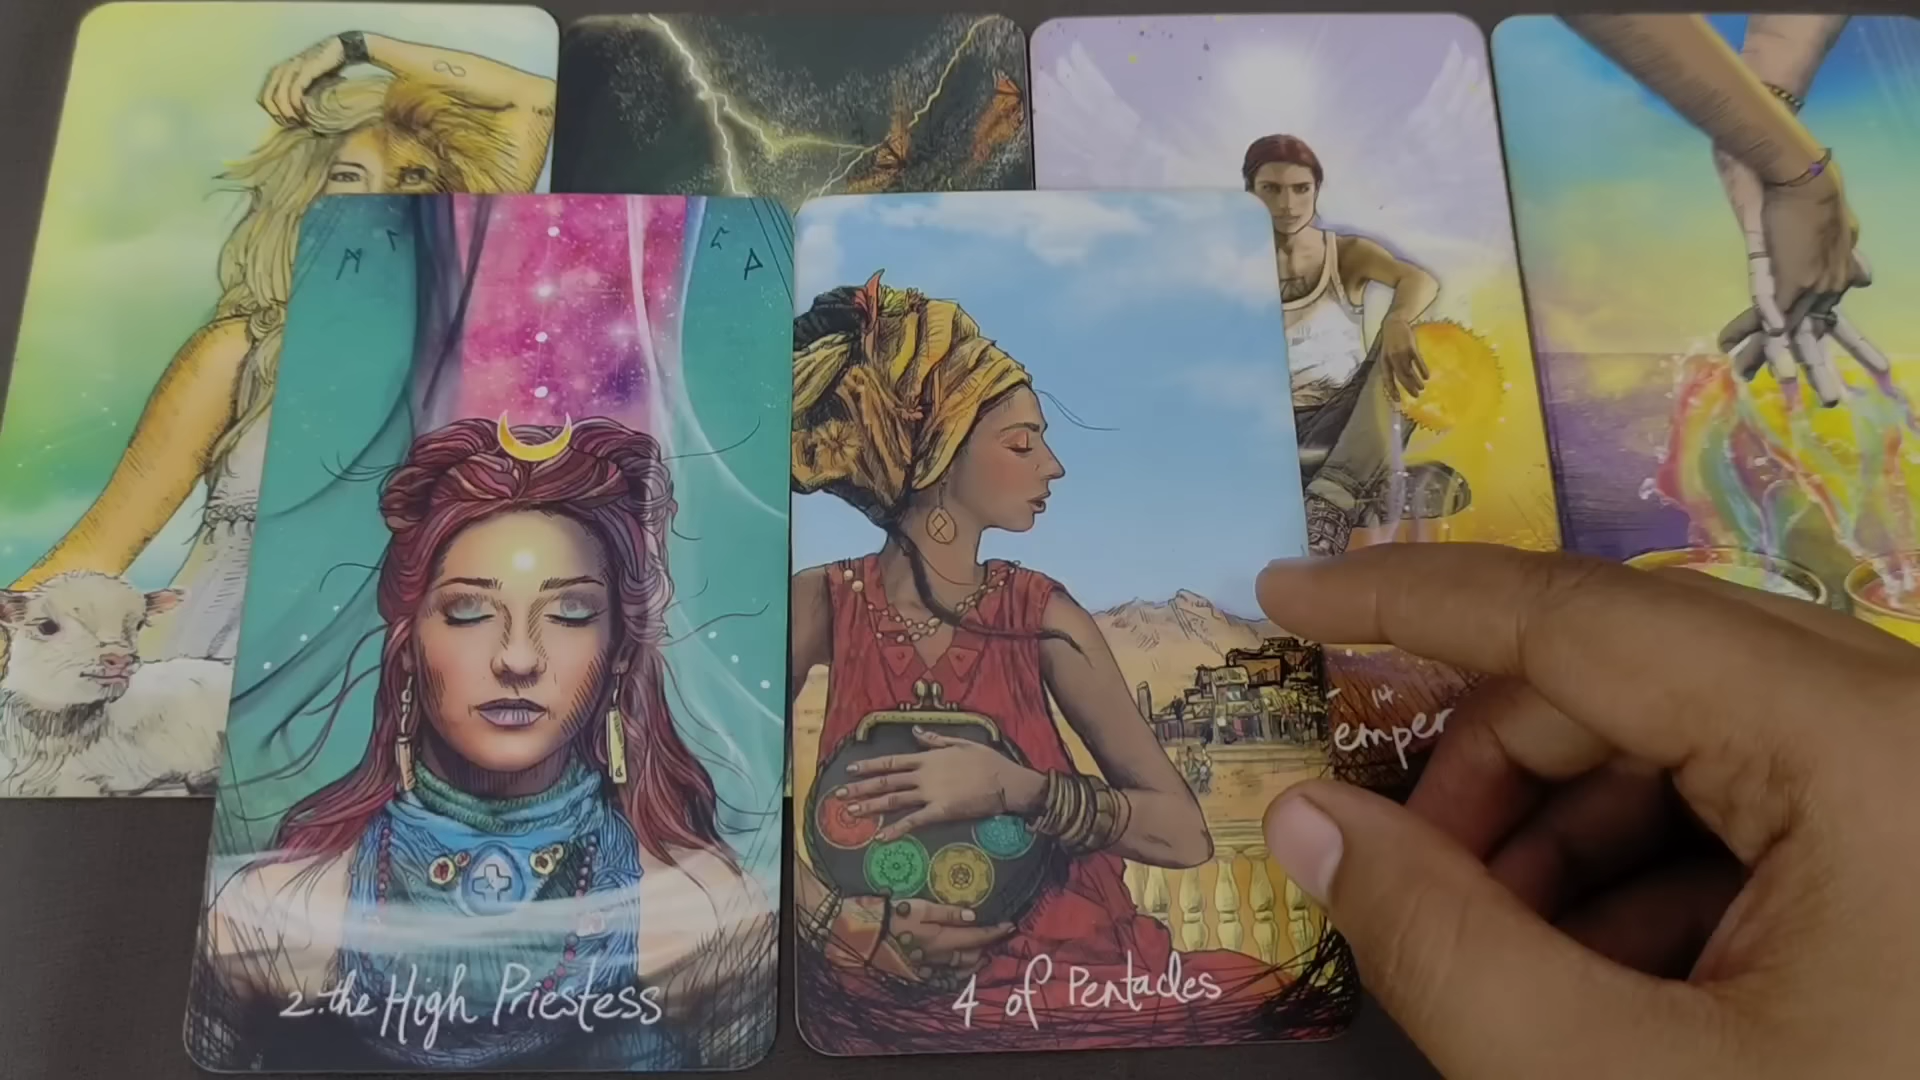 2. the High Priestess
4 of Pentacles
14.
emper